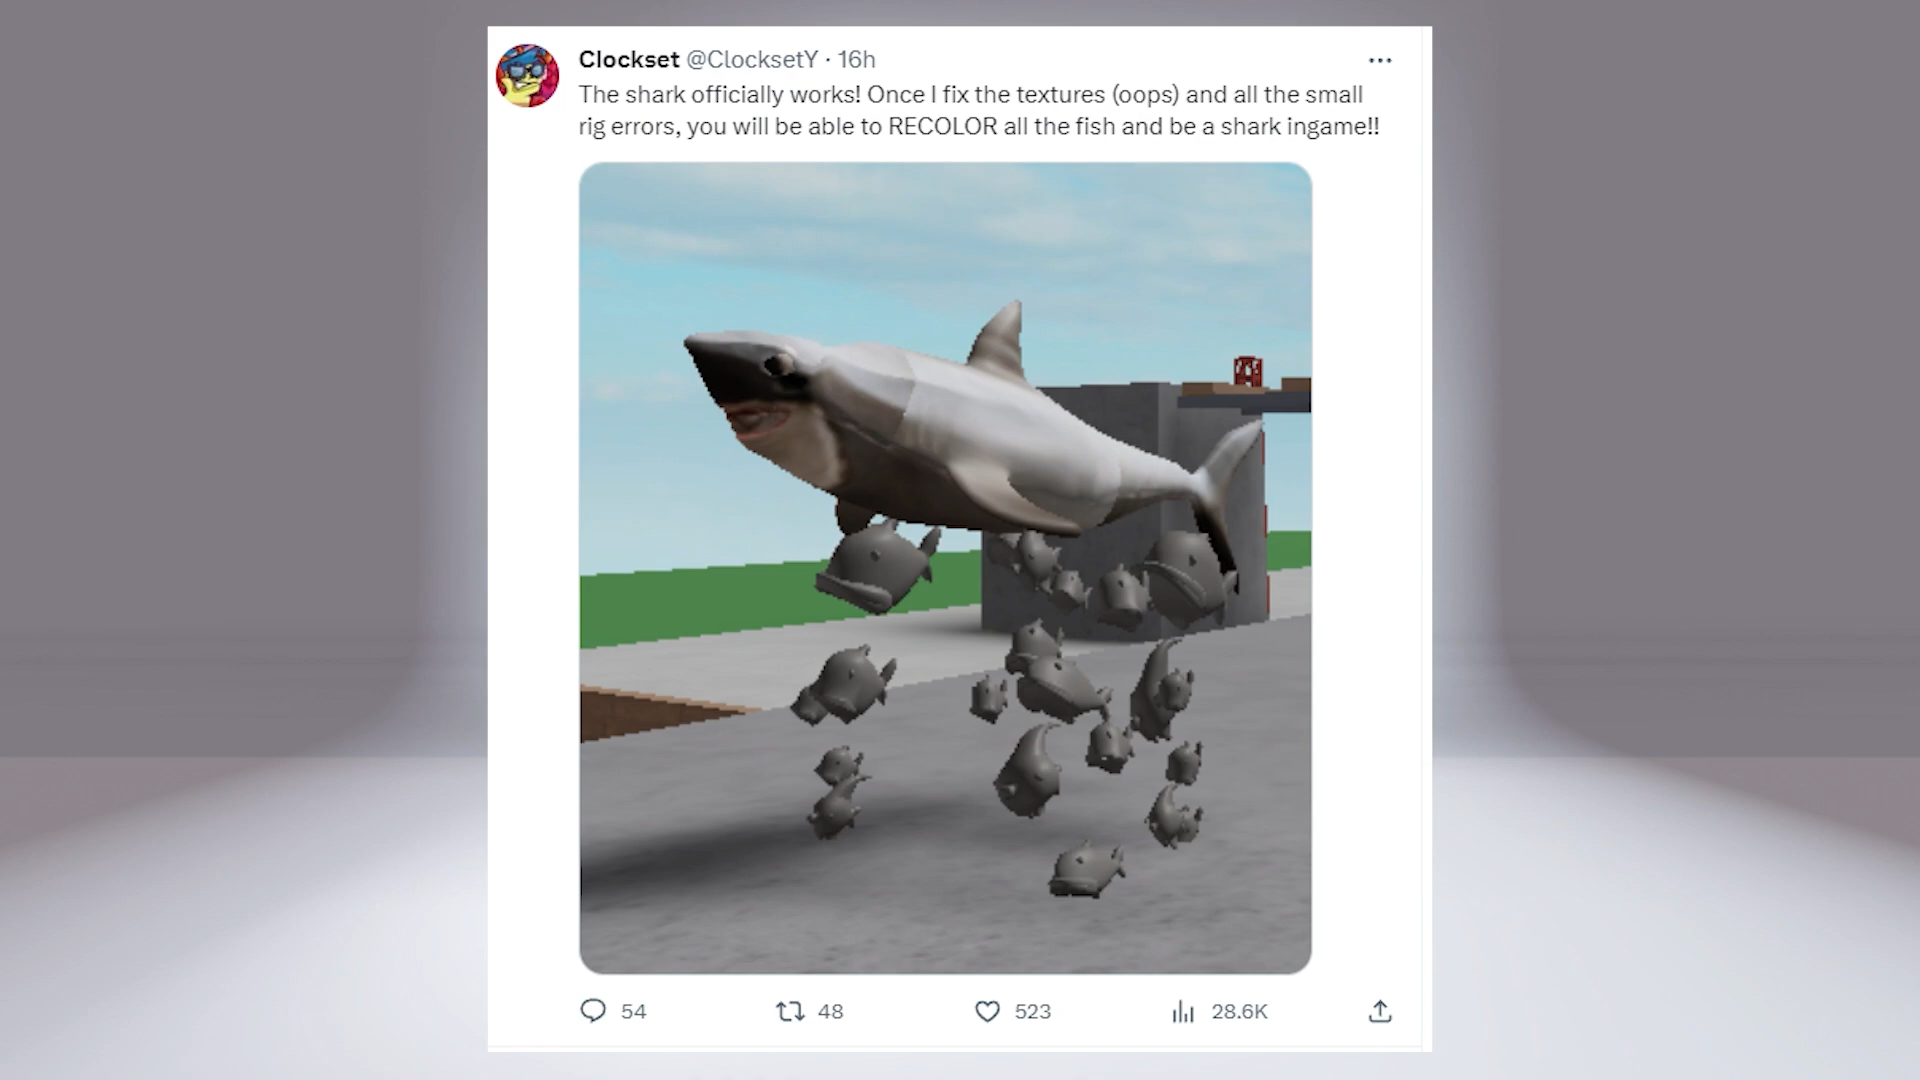 Clockset @ClocksetY · 16h
The shark officially works! Once I fix the textures (oops) and all the small
rig errors, you will be able to RECOLOR all the fish and be a shark ingame!!
54 48 523 28.6K